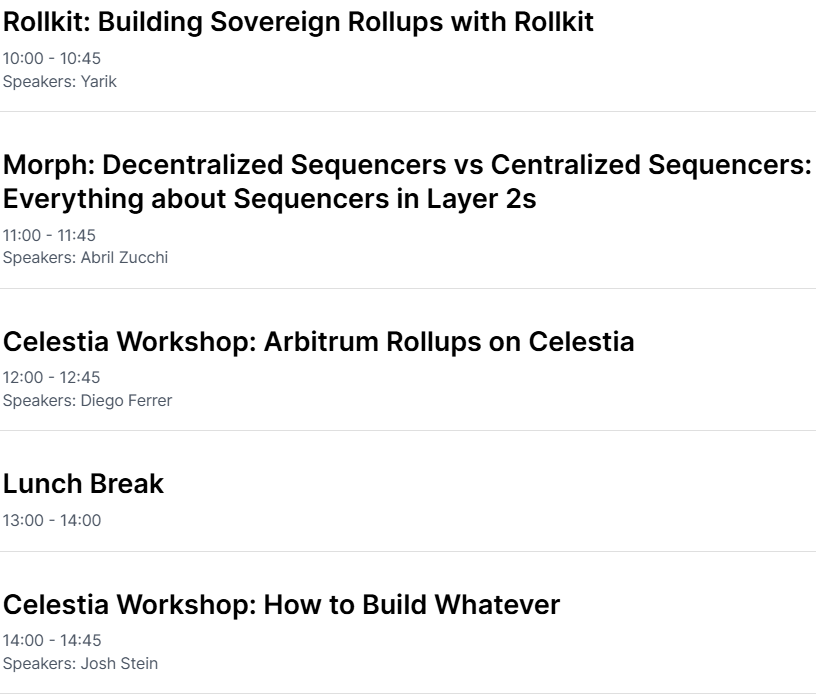 Rollkit: Building Sovereign Rollups with Rollkit
10:00 - 10:45
Speakers: Yarik
Morph: Decentralized Sequencers vs Centralized Sequencers:
Everything about Sequencers in Layer 2s
11:00 - 11:45
Speakers: Abril Zucchi
Celestia Workshop: Arbitrum Rollups on Celestia
12:00 - 12:45
Speakers: Diego Ferrer
Lunch Break
13:00 - 14:00
Celestia Workshop: How to Build Whatever
14:00 - 14:45
Speakers: Josh Stein